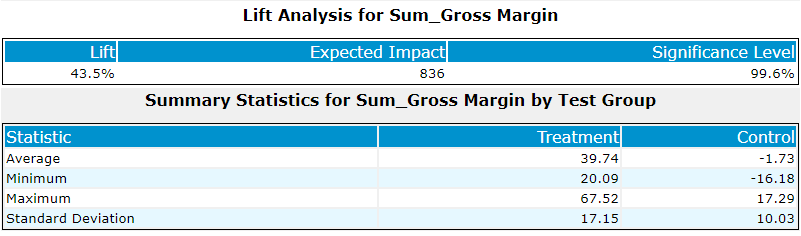 Lift Analysis for Sum_Gross Margin
Lift Expected Impact Significance Level
43.5% 836 99.6%
Summary Statistics for Sum_Gross Margin by Test Group
Statistic Treatment Control
Average 39.74 -1.73
Minimum 20.09 -16.18
Maximum 67.52 17.29
Standard Deviation 17.15 10.03